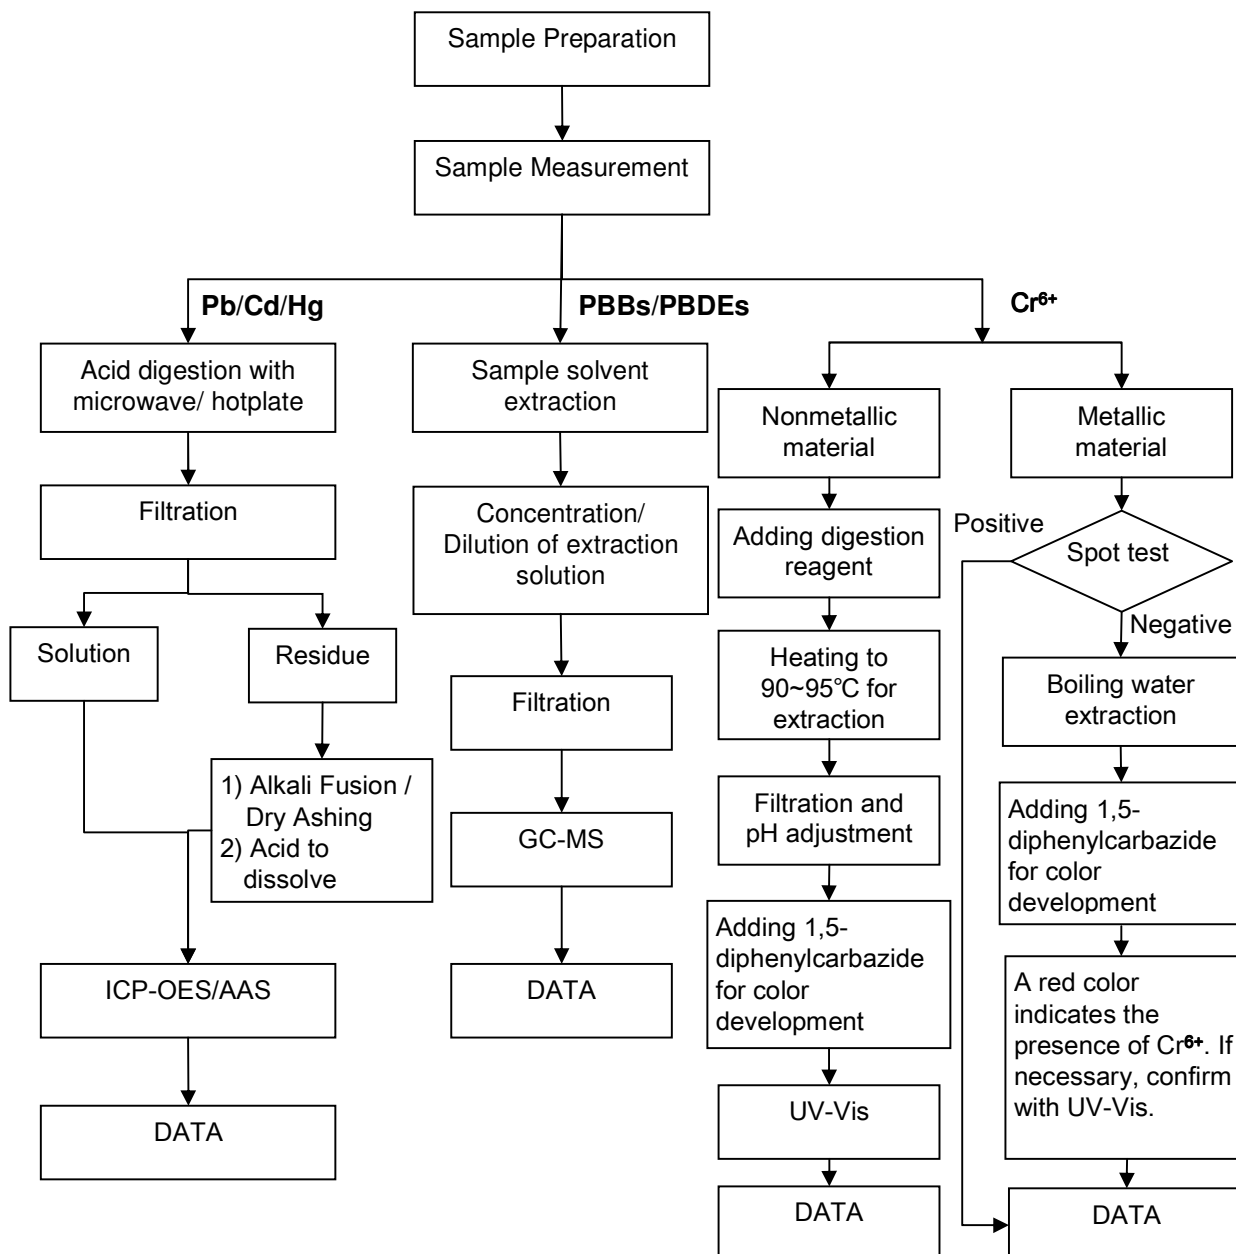 Sample Preparation
Sample Measurement
Pb/Cd/Hg
PBBs/PBDEs
Cr⁶⁺
Acid digestion with
microwave/ hotplate
Filtration
Solution
Residue
1) Alkali Fusion /
Dry Ashing
2) Acid to
dissolve
ICP-OES/AAS
DATA
Sample solvent
extraction
Concentration/
Dilution of extraction
solution
Filtration
GC-MS
DATA
Nonmetallic
material
Adding digestion
reagent
Heating to
90~95℃ for
extraction
Filtration and
pH adjustment
Adding 1,5-
diphenylcarbazide
for color
development
UV-Vis
DATA
Metallic
material
Positive
Spot test
Negative
Boiling water
extraction
Adding 1,5-
diphenylcarbazide
for color
development
A red color
indicates the
presence of Cr⁶⁺. If
necessary, confirm
with UV-Vis.
DATA